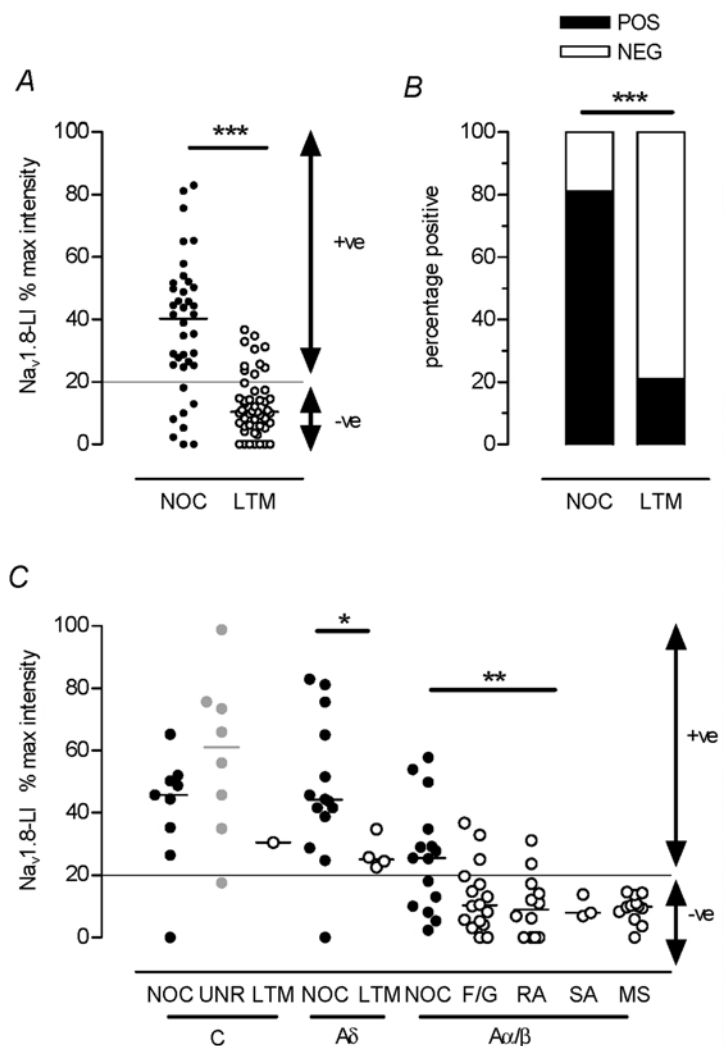 POS
NEG
A
B
***
***
Na_v1.8-LI % max intensity
100
80
60
40
20
0
+ve
-ve
NOC LTM
percentage positive
100
80
60
40
20
0
NOC LTM
C
*
**
Na_v1.8-LI % max intensity
100
80
60
40
20
0
+ve
-ve
NOC UNR LTM NOC LTM NOC F/G RA SA MS
C Aδ Aα/β